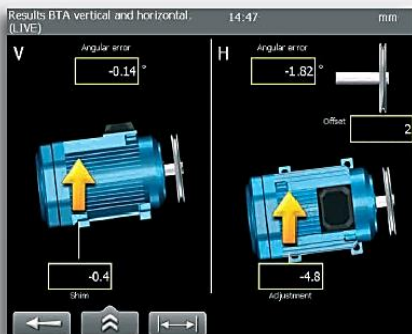 Results BTA vertical and horizontal. 14:47 mm
(LIVE)
V
Angular error
-0.14 °
H
Angular error
-1.82 °
Offset
2
-0.4
Shim
-4.8
Adjustment